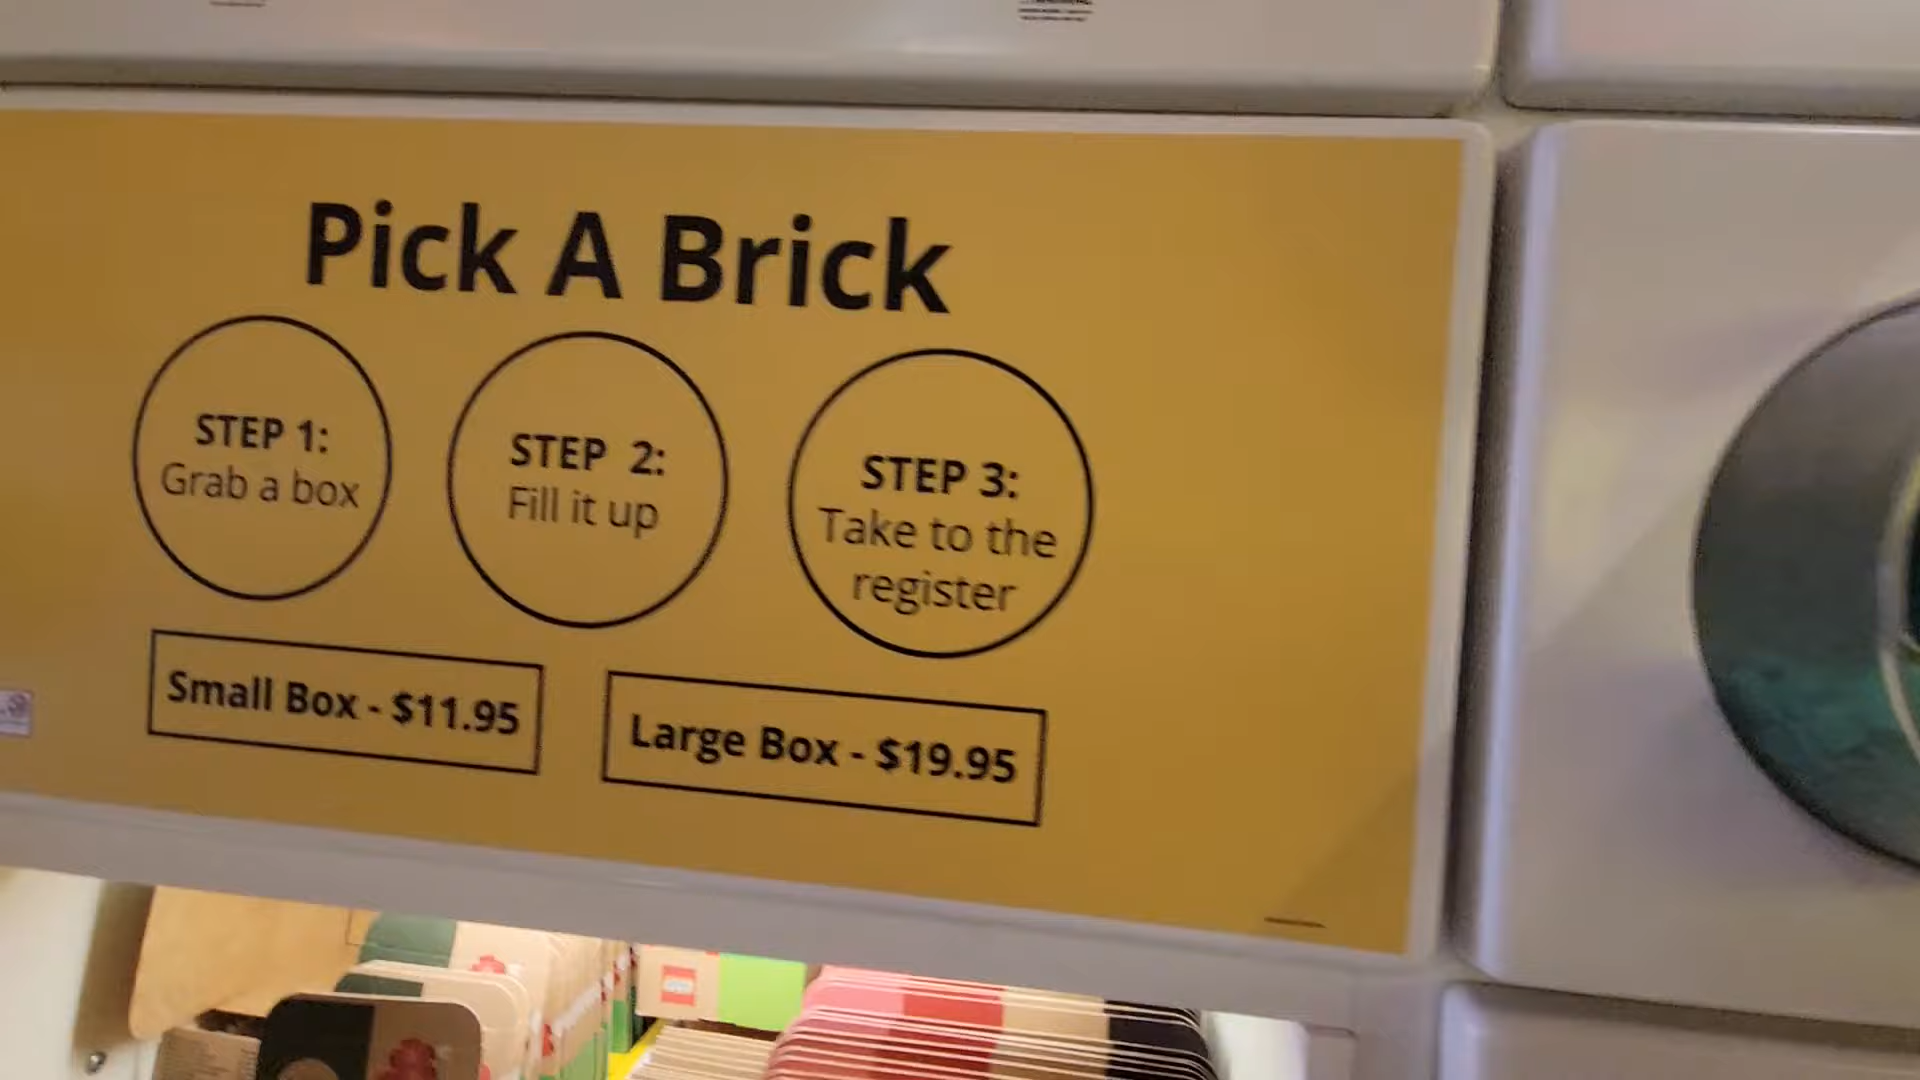 Pick A Brick
STEP 1:
Grab a box
STEP 2:
Fill it up
STEP 3:
Take to the
register
Small Box - $11.95
Large Box - $19.95